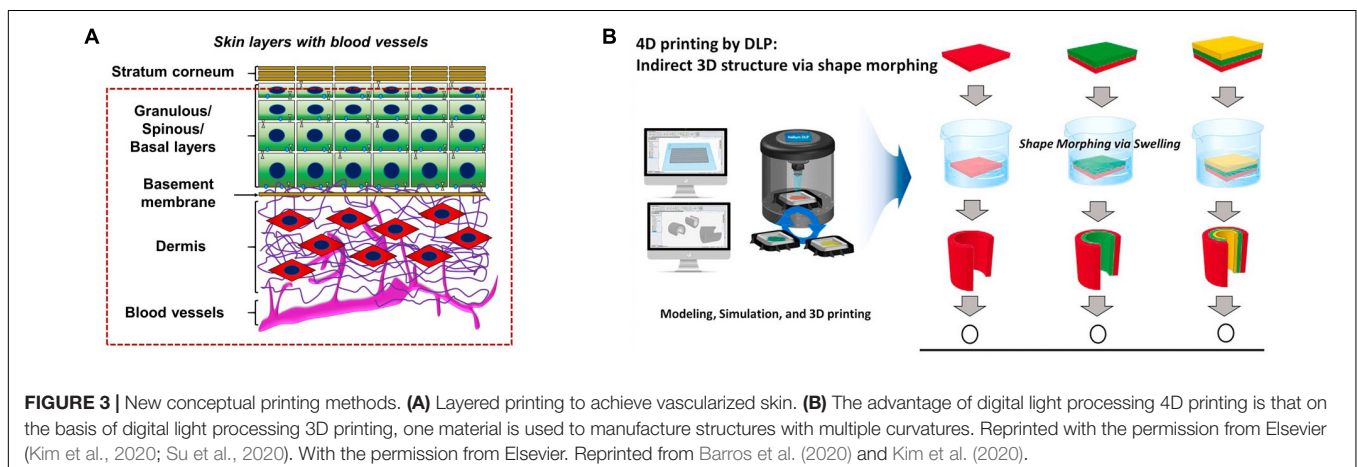 A
Skin layers with blood vessels
Stratum corneum
Granulous/
Spinous/
Basal layers
Basement
membrane
Dermis
Blood vessels
B
4D printing by DLP:
Indirect 3D structure via shape morphing
Shape Morphing via Swelling
Modeling, Simulation, and 3D printing
FIGURE 3 | New conceptual printing methods. (A) Layered printing to achieve vascularized skin. (B) The advantage of digital light processing 4D printing is that on
the basis of digital light processing 3D printing, one material is used to manufacture structures with multiple curvatures. Reprinted with the permission from Elsevier
(Kim et al., 2020; Su et al., 2020). With the permission from Elsevier. Reprinted from Barros et al. (2020) and Kim et al. (2020).